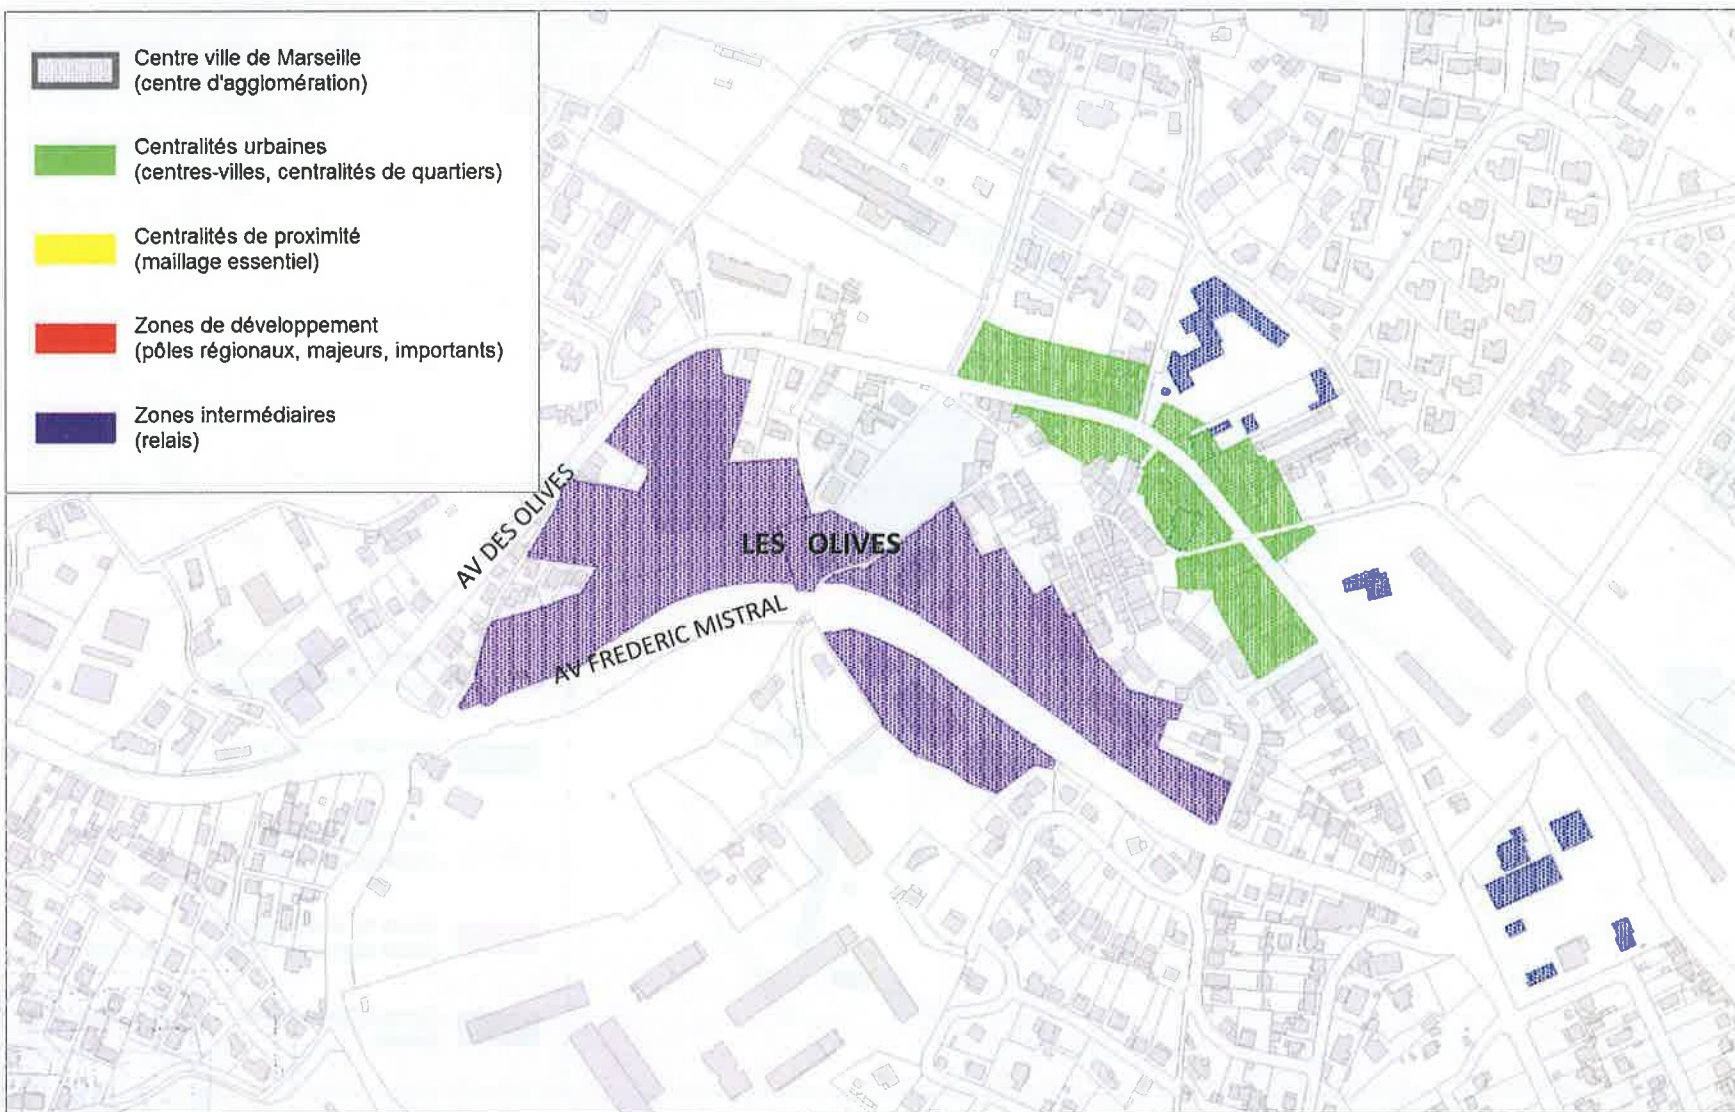 Centre ville de Marseille
(centre d'agglomération)
Centralités urbaines
(centres-villes, centralités de quartiers)
Centralités de proximité
(maillage essentiel)
Zones de développement
(pôles régionaux, majeurs, importants)
Zones intermédiaires
(relais)
AV DES OLIVES
LES OLIVES
AV FREDERIC MISTRAL